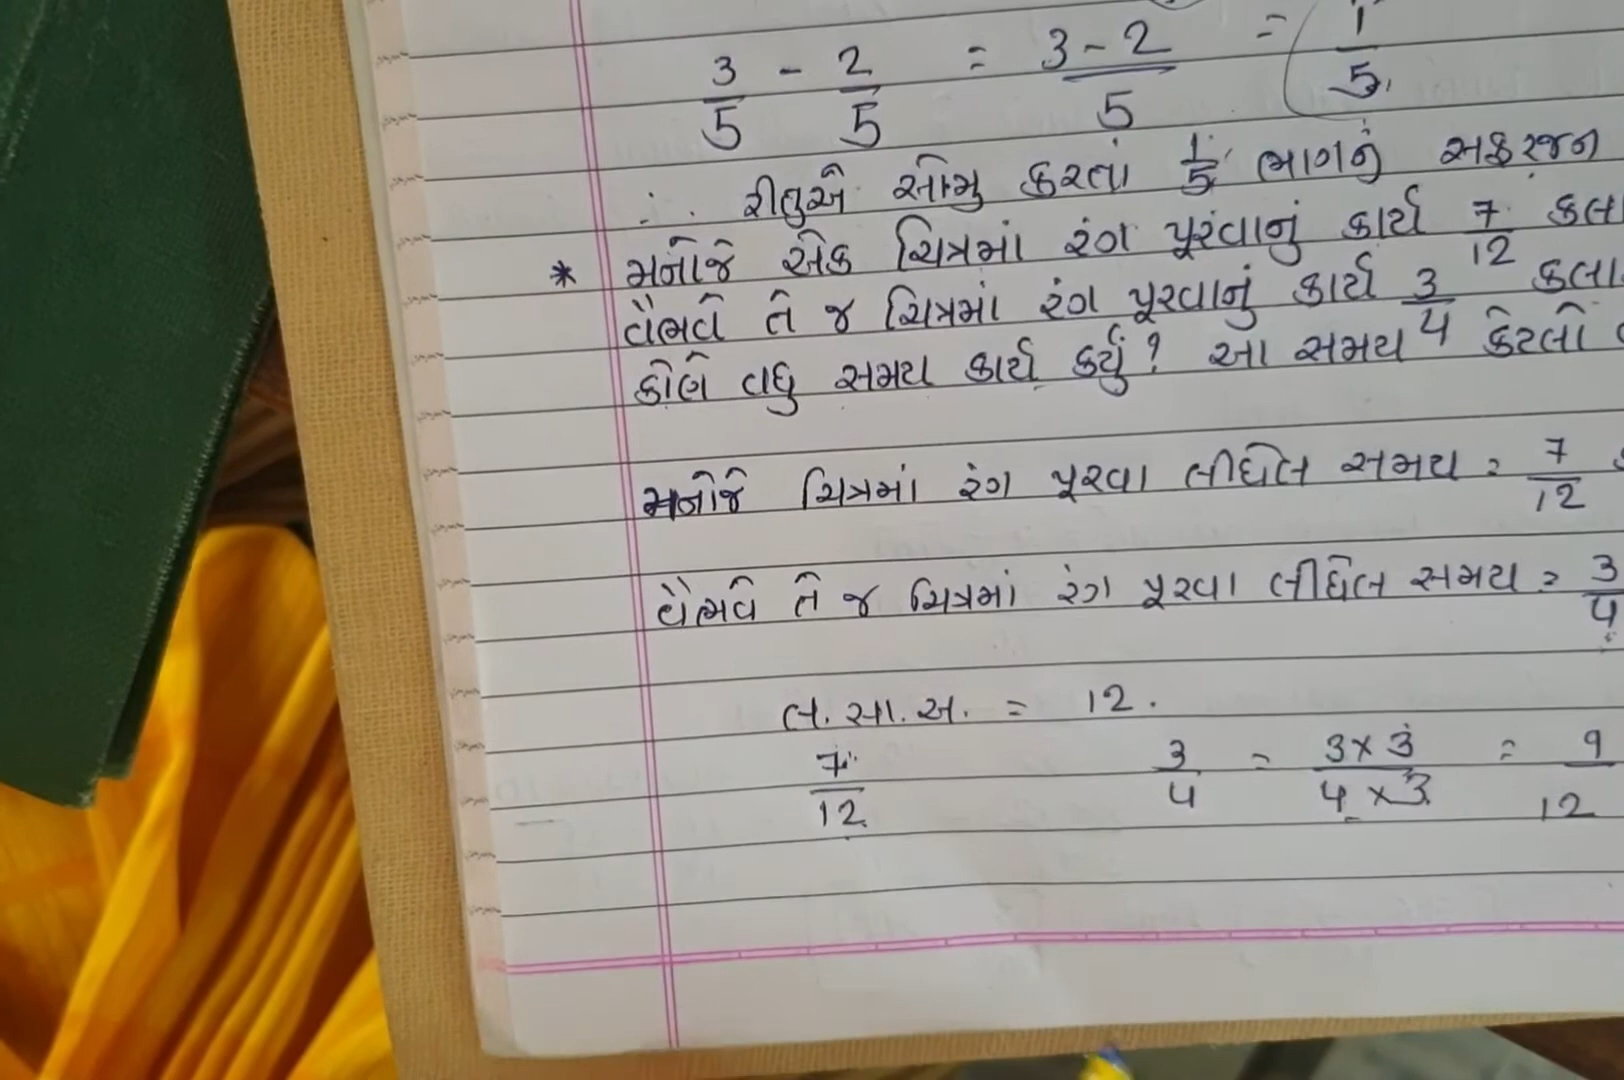 3/5 - 2/5 = 3-2/5 = 1/5
∴ રીતુએ સોમુ કરતાં 1/5 ભાગનું સફરજન
* મનોજે એક ચિત્રમાં રંગ પૂરવાનું કાર્ય 7/12 કલા
વૈભવે તે જ ચિત્રમાં રંગ પૂરવાનું કાર્ય 3/4 કલા
કોણે વધુ સમય કાર્ય કર્યું? આ સમય કેટલો
મનોજે ચિત્રમાં રંગ પૂરવા લીધેલ સમય = 7/12
વૈભવે તે જ ચિત્રમાં રંગ પૂરવા લીધેલ સમય = 3/4
લ.સા.અ. = 12.
7/12 3/4 = 3×3/4×3 = 9/12